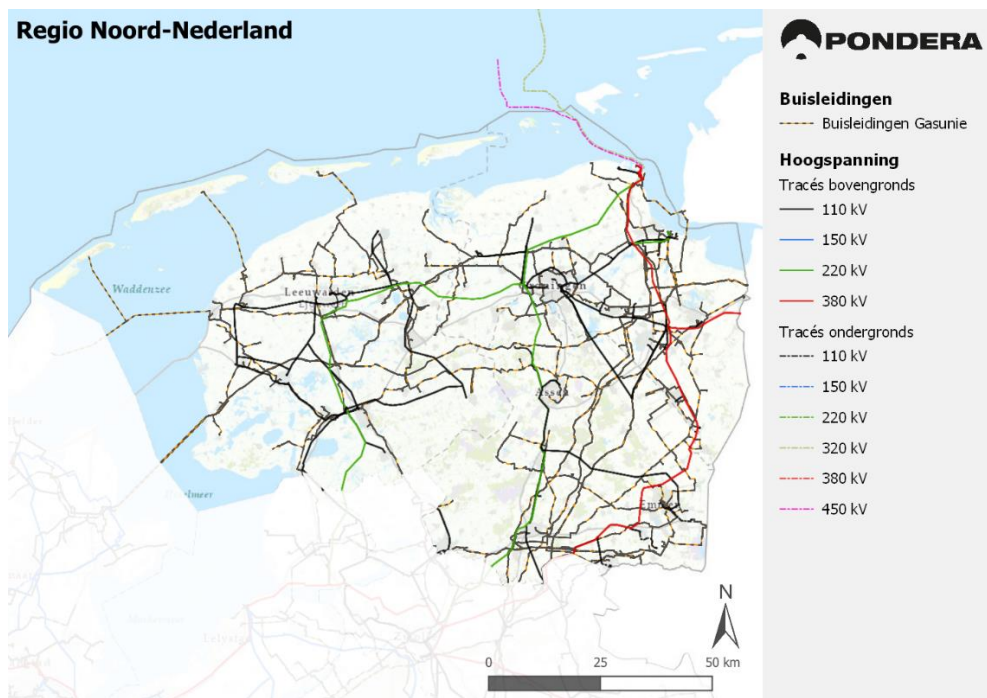 Regio Noord-Nederland
PONDERA
Buisleidingen
Buisleidingen Gasunie
Hoogspanning
Tracés bovengronds
110 kV
150 kV
220 kV
380 kV
Tracés ondergronds
110 kV
150 kV
220 kV
320 kV
380 kV
450 kV
Waddenzee
Leeuwarden
Groningen
Assen
Emmen
N
0 25 50 km